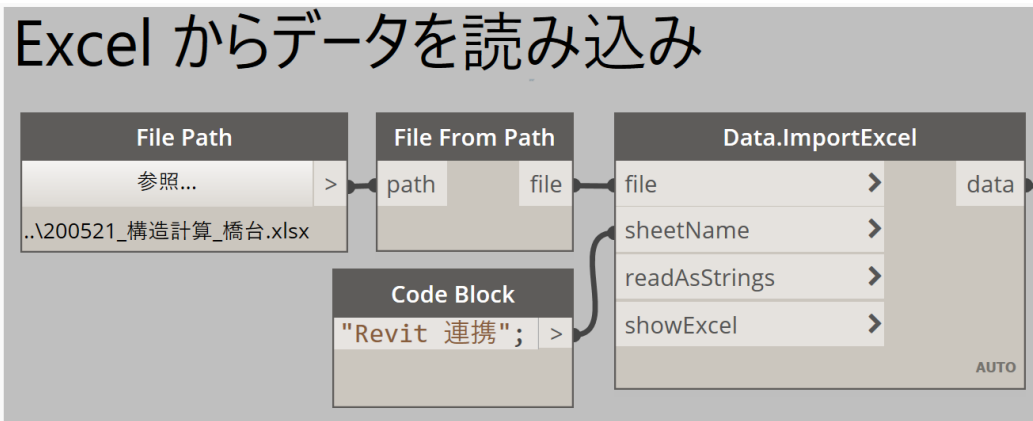 Excel からデータを読み込み
File Path
参照...
>
..\200521_構造計算_橋台.xlsx
File From Path
path
file
Code Block
"Revit 連携";
>
Data.ImportExcel
file >
sheetName >
readAsStrings >
showExcel >
data
AUTO